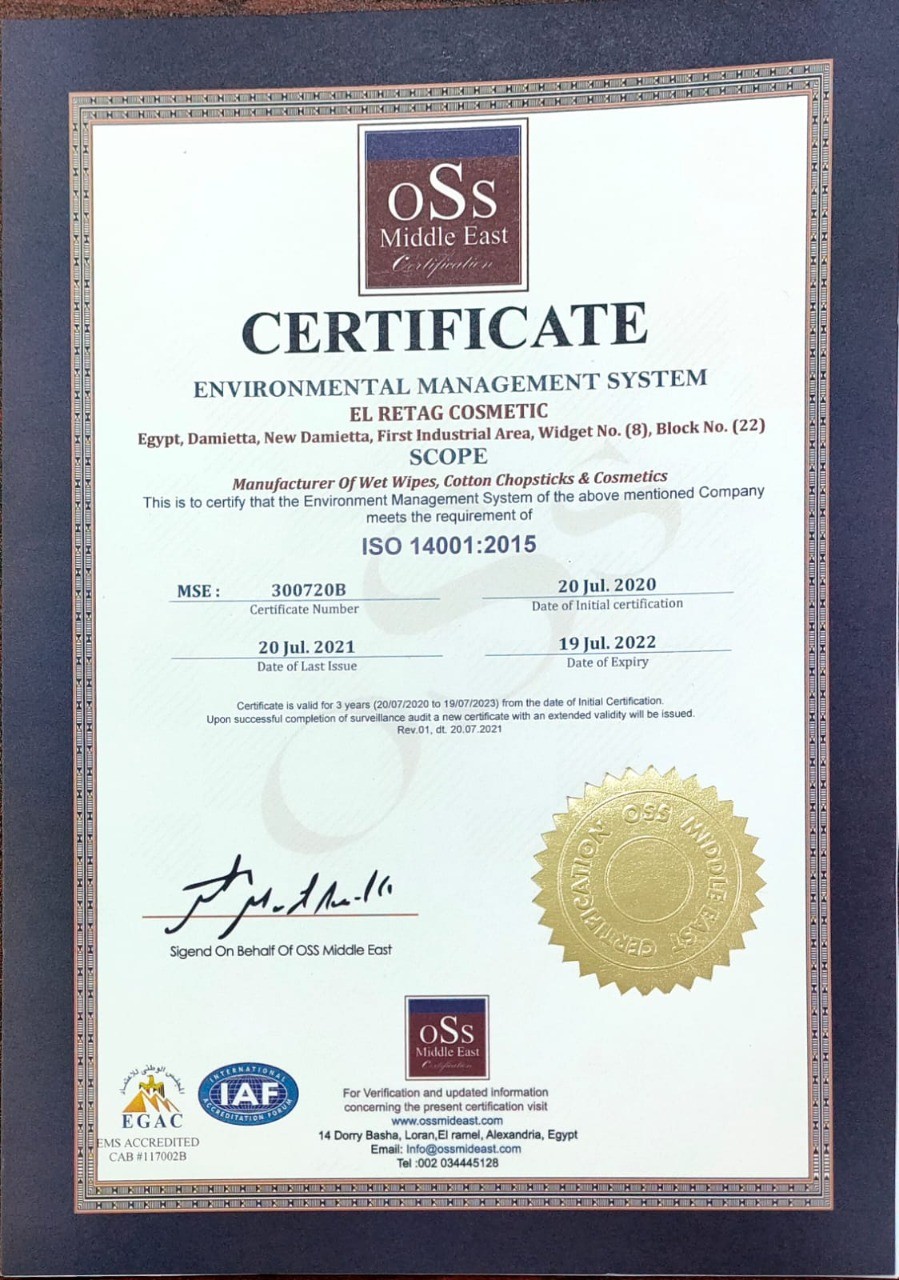 OSS
Middle East
Certification
CERTIFICATE
ENVIRONMENTAL MANAGEMENT SYSTEM
EL RETAG COSMETIC
Egypt, Damietta, New Damietta, First Industrial Area, Widget No. (8), Block No. (22)
SCOPE
Manufacturer Of Wet Wipes, Cotton Chopsticks & Cosmetics
This is to certify that the Environment Management System of the above mentioned Company
meets the requirement of
ISO 14001:2015
MSE : 300720B
Certificate Number
20 Jul. 2020
Date of Initial certification
20 Jul. 2021
Date of Last Issue
19 Jul. 2022
Date of Expiry
Certificate is valid for 3 years (20/07/2020 to 19/07/2023) from the date of Initial Certification.
Upon successful completion of surveillance audit a new certificate with an extended validity will be issued.
Rev.01, dt. 20.07.2021
OSS
OSS MIDDLE EAST
CERTIFICATION
Sigend On Behalf Of OSS Middle East
المجلس الوطني للاعتماد
EGAC
EMS ACCREDITED
CAB #117002B
INTERNATIONAL
IAF
ACCREDITATION FORUM
OSS
Middle East
Certification
For Verification and updated information
concerning the present certification visit
www.ossmideast.com
14 Dorry Basha, Loran,El ramel, Alexandria, Egypt
Email: Info@ossmideast.com
Tel :002 034445128